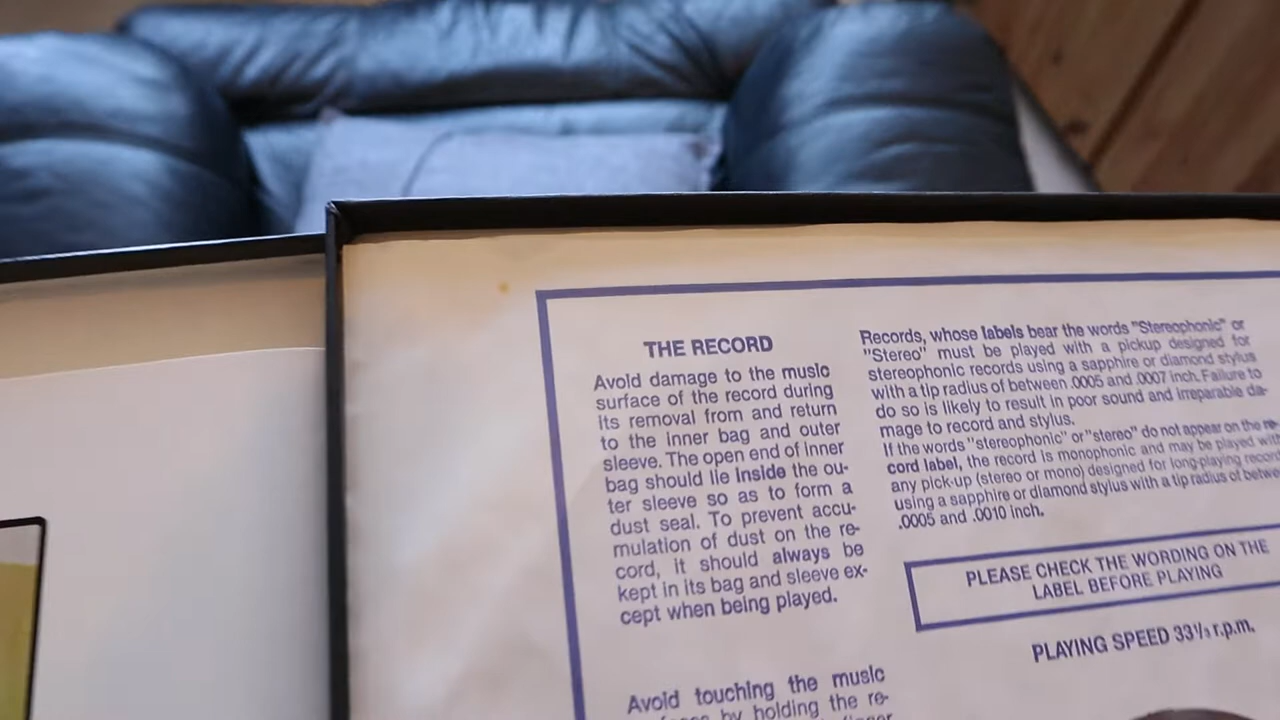 THE RECORD
Avoid damage to the music
surface of the record during
its removal from and return
to the inner bag and outer
sleeve. The open end of inner
bag should lie inside the ou-
ter sleeve so as to form a
dust seal. To prevent accu-
mulation of dust on the re-
cord, it should always be
kept in its bag and sleeve ex-
cept when being played.
Avoid touching the music
by holding the re-
Records, whose labels bear the words "Stereophonic" or
"Stereo" must be played with a pickup designed for
stereophonic records using a sapphire or diamond stylus
with a tip radius of between .0005 and .0007 inch. Failure to
do so is likely to result in poor sound and irreparable da-
mage to record and stylus.
If the words "stereophonic" or "stereo" do not appear on the re-
cord label, the record is monophonic and may be played with
any pick-up (stereo or mono) designed for long-playing record
using a sapphire or diamond stylus with a tip radius of betwe
.0005 and .0010 inch.
PLEASE CHECK THE WORDING ON THE
LABEL BEFORE PLAYING
PLAYING SPEED 33⅓ r.p.m.